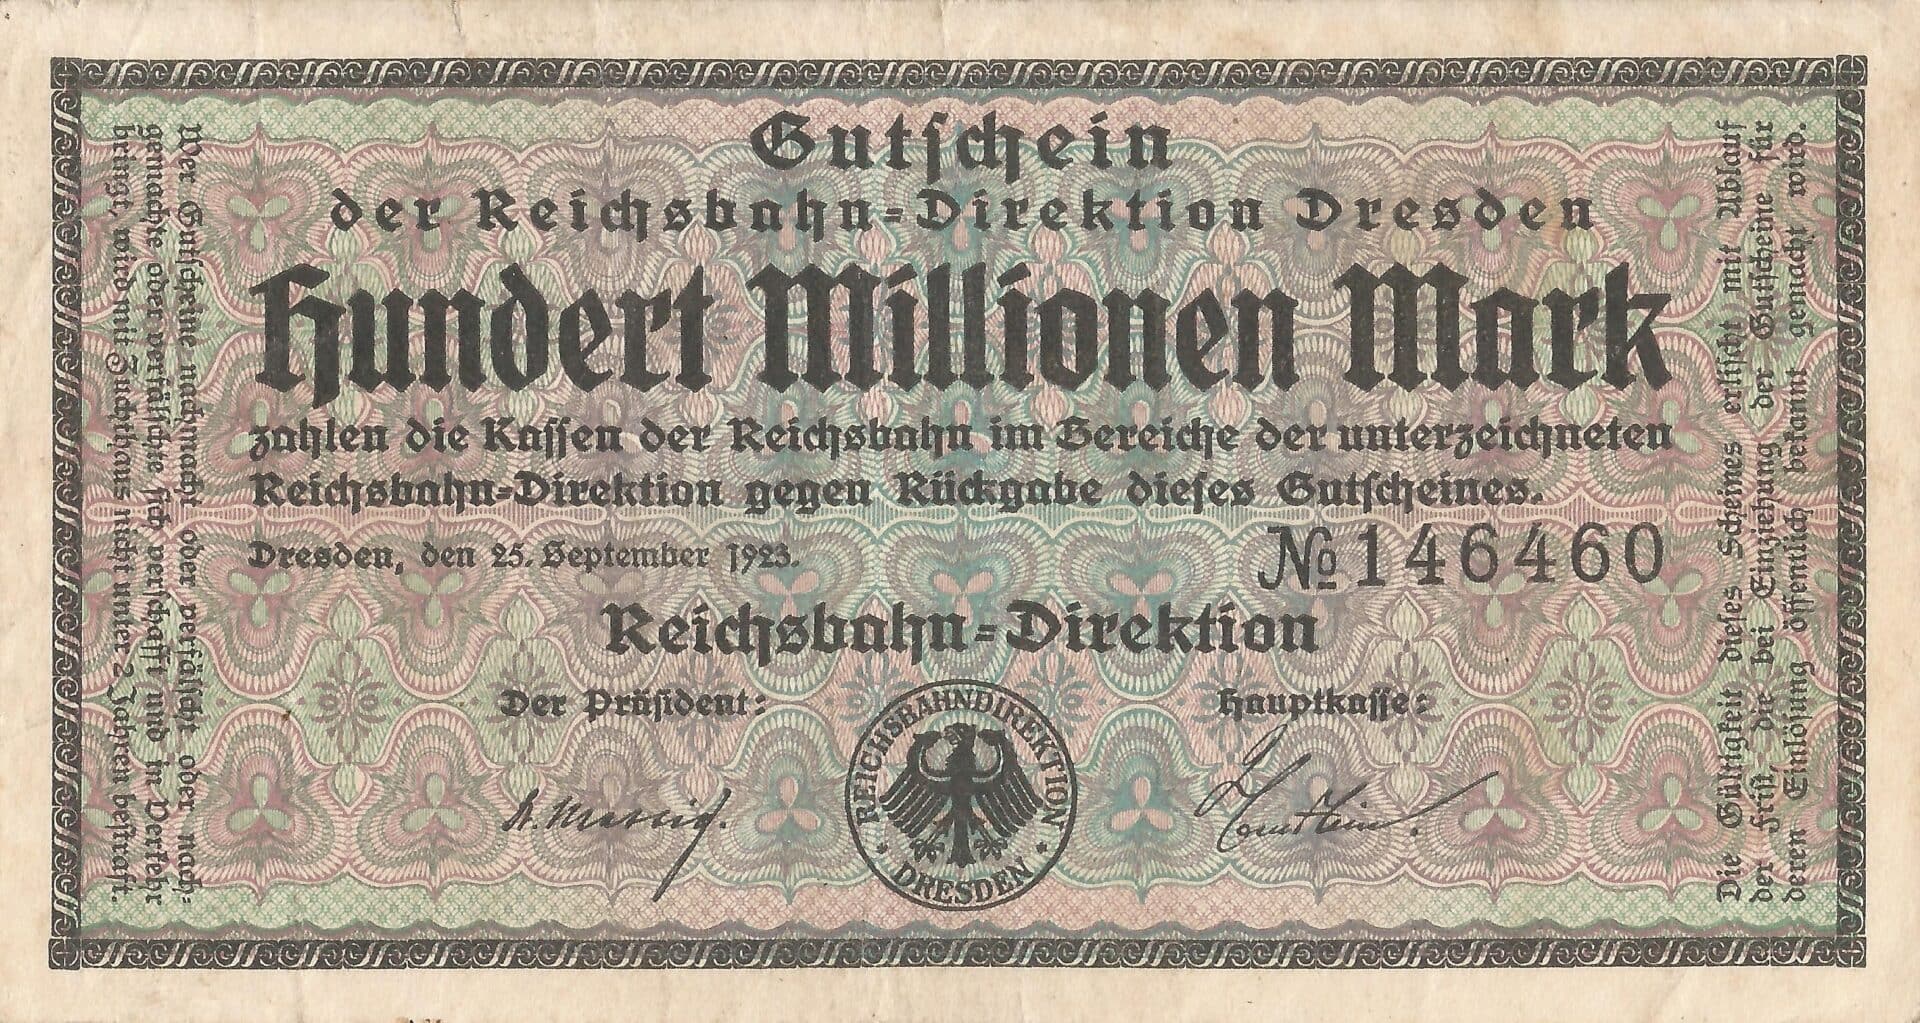 Gutschein
der Reichsbahn=Direktion Dresden
Hundert Millionen Mark
zahlen die Kassen der Reichsbahn im Bereiche der unterzeichneten
Reichsbahn=Direktion gegen Rückgabe dieses Gutscheines.
Dresden, den 25. September 1923.
№ 146460
Reichsbahn=Direktion
Der Präsident:
Hauptkasse:
REICHSBAHNDIREKTION
• DRESDEN •
Wer Gutscheine nachmacht oder verfälscht oder nach=
gemachte oder verfälschte sich verschafft und in Verkehr
bringt, wird mit Zuchthaus nicht unter 2 Jahren bestraft.
Die Gültigkeit dieses Scheines erlischt mit Ablauf
der Frist, die bei Einziehung der Gutscheine für
deren Einlösung öffentlich bekannt gemacht wird.